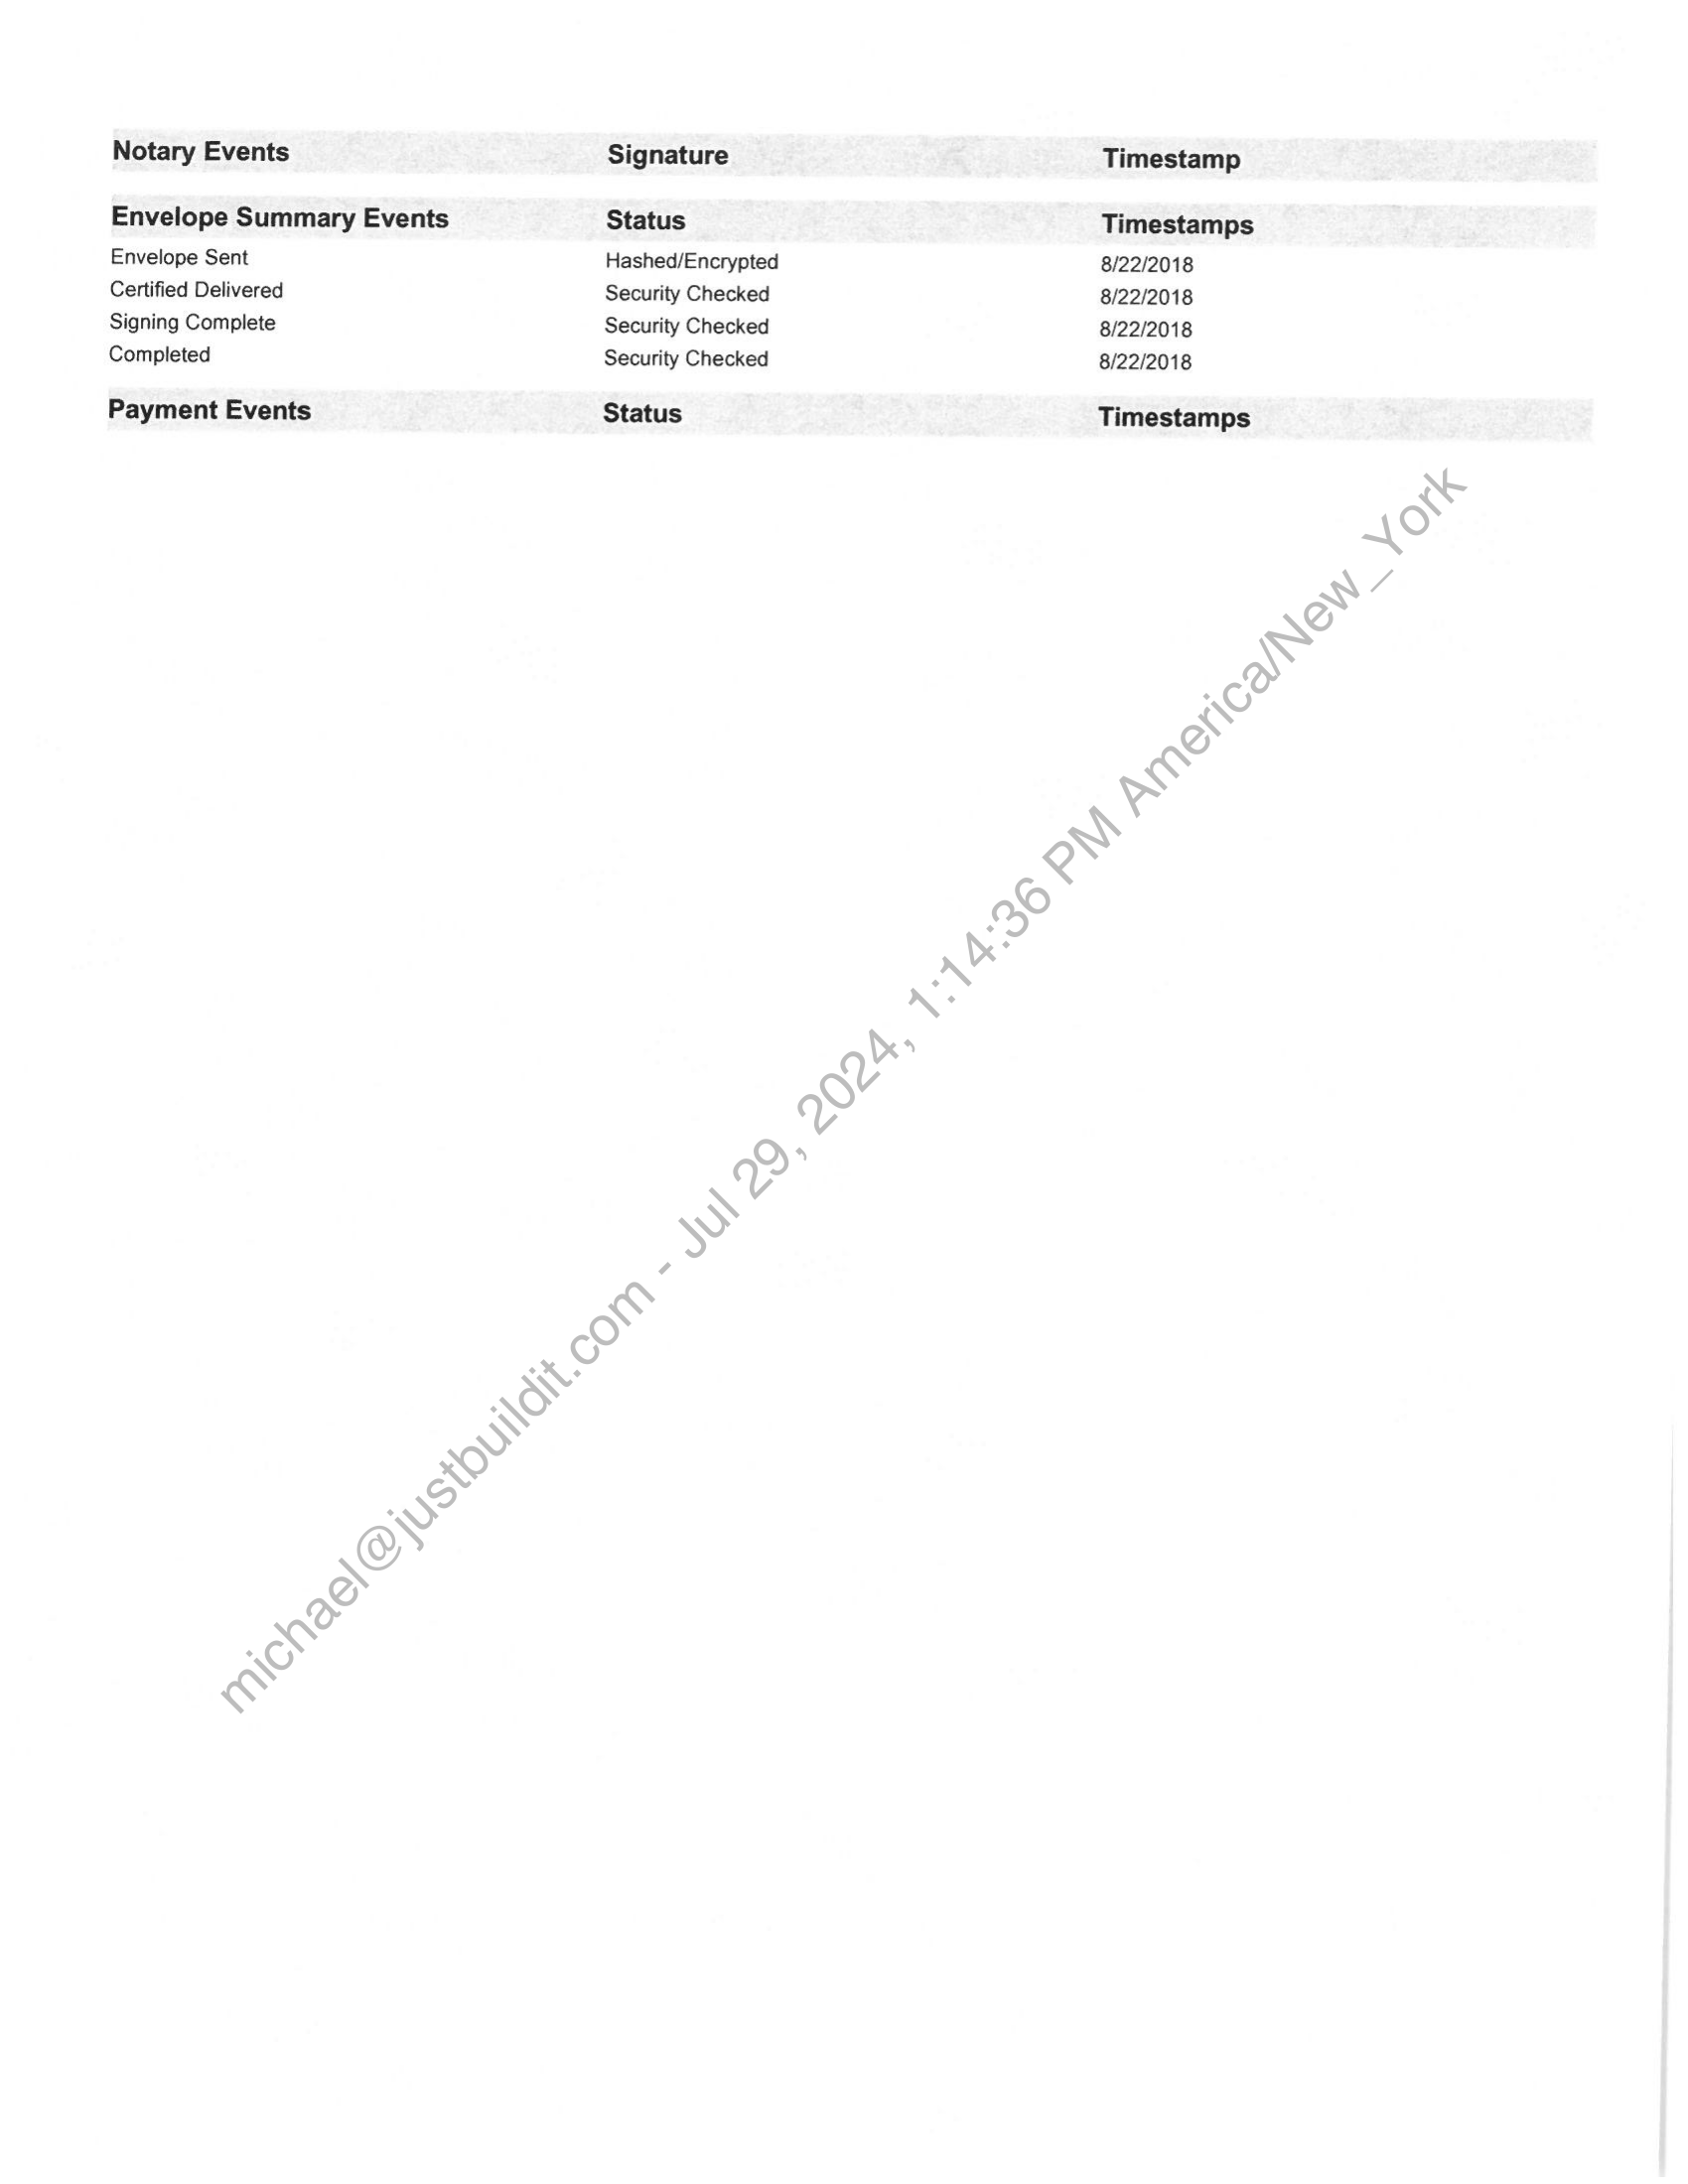 Notary Events Signature Timestamp
Envelope Summary Events Status Timestamps
Envelope Sent Hashed/Encrypted 8/22/2018
Certified Delivered Security Checked 8/22/2018
Signing Complete Security Checked 8/22/2018
Completed Security Checked 8/22/2018
Payment Events Status Timestamps
michael@justbuildit.com - Jul 29, 2024, 1:14:36 PM America/New_York